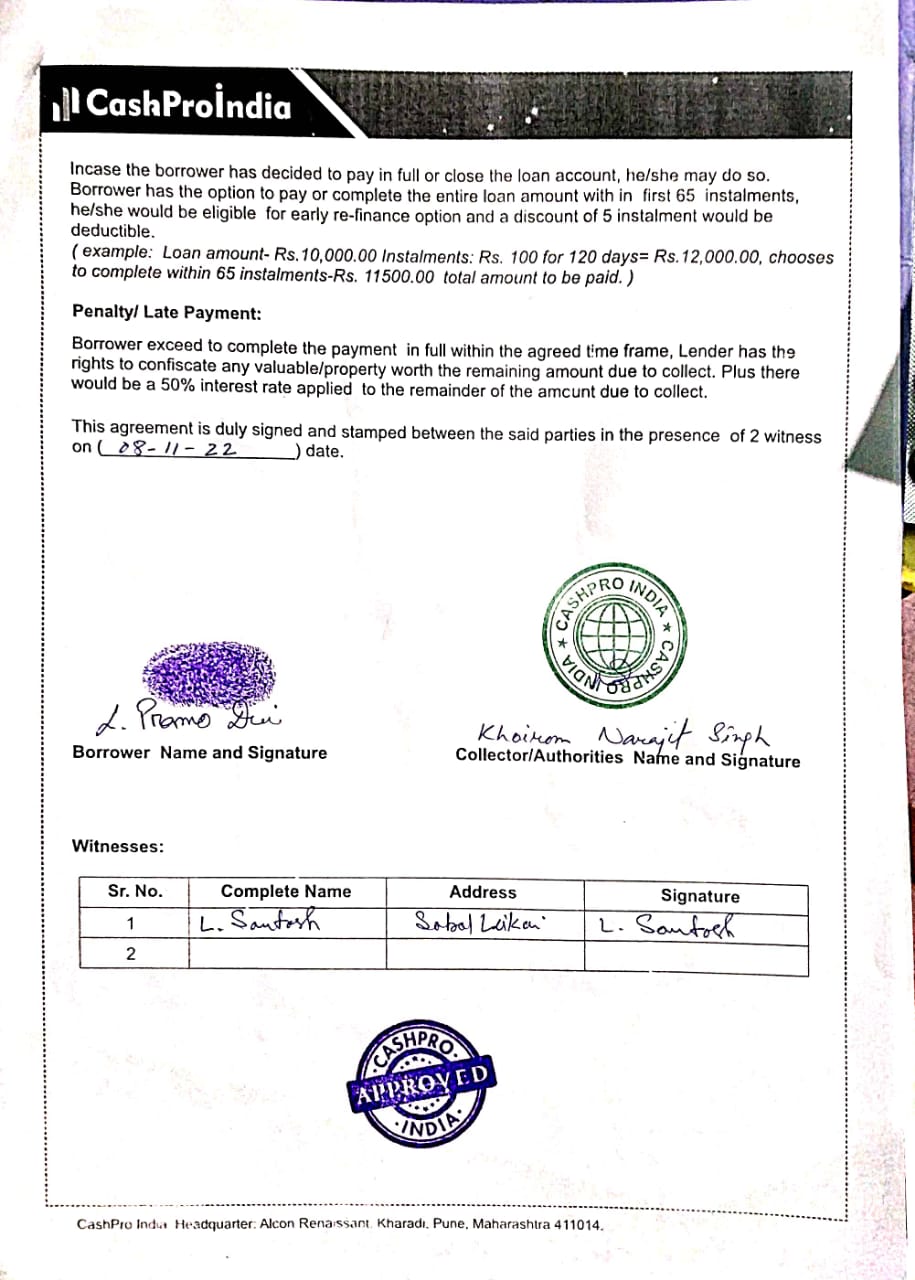 CashProIndia
Incase the borrower has decided to pay in full or close the loan account, he/she may do so.
Borrower has the option to pay or complete the entire loan amount with in first 65 instalments,
he/she would be eligible for early re-finance option and a discount of 5 instalment would be
deductible.
( example: Loan amount- Rs.10,000.00 Instalments: Rs. 100 for 120 days= Rs.12,000.00, chooses
to complete within 65 instalments-Rs. 11500.00 total amount to be paid. )
Penalty/ Late Payment:
Borrower exceed to complete the payment in full within the agreed time frame, Lender has the
rights to confiscate any valuable/property worth the remaining amount due to collect. Plus there
would be a 50% interest rate applied to the remainder of the amcunt due to collect.
This agreement is duly signed and stamped between the said parties in the presence of 2 witness
on ( 08-11-22 ) date.
CASHPRO INDIA ★ CASHPRO INDIA ★
L. Pramo Devi
Khoirom Narajit Singh
Borrower Name and Signature
Collector/Authorities Name and Signature
Witnesses:
Sr. No. Complete Name Address Signature
1 L. Santosh Sabal Leikai L. Santosh
2
CASHPRO
APPROVED
INDIA
CashPro India Headquarter: Alcon Renaissant, Kharadi, Pune, Maharashtra 411014.